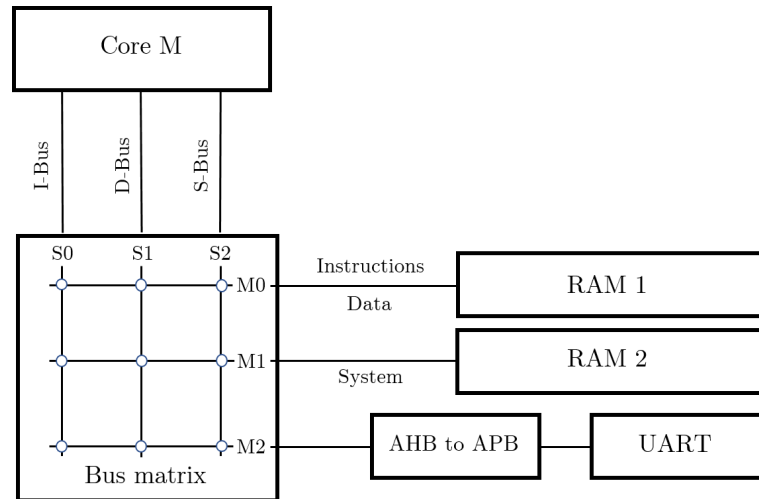 Core M
I-Bus
D-Bus
S-Bus
S0 S1 S2
M0
Instructions
Data
RAM 1
M1
System
RAM 2
M2
AHB to APB
UART
Bus matrix